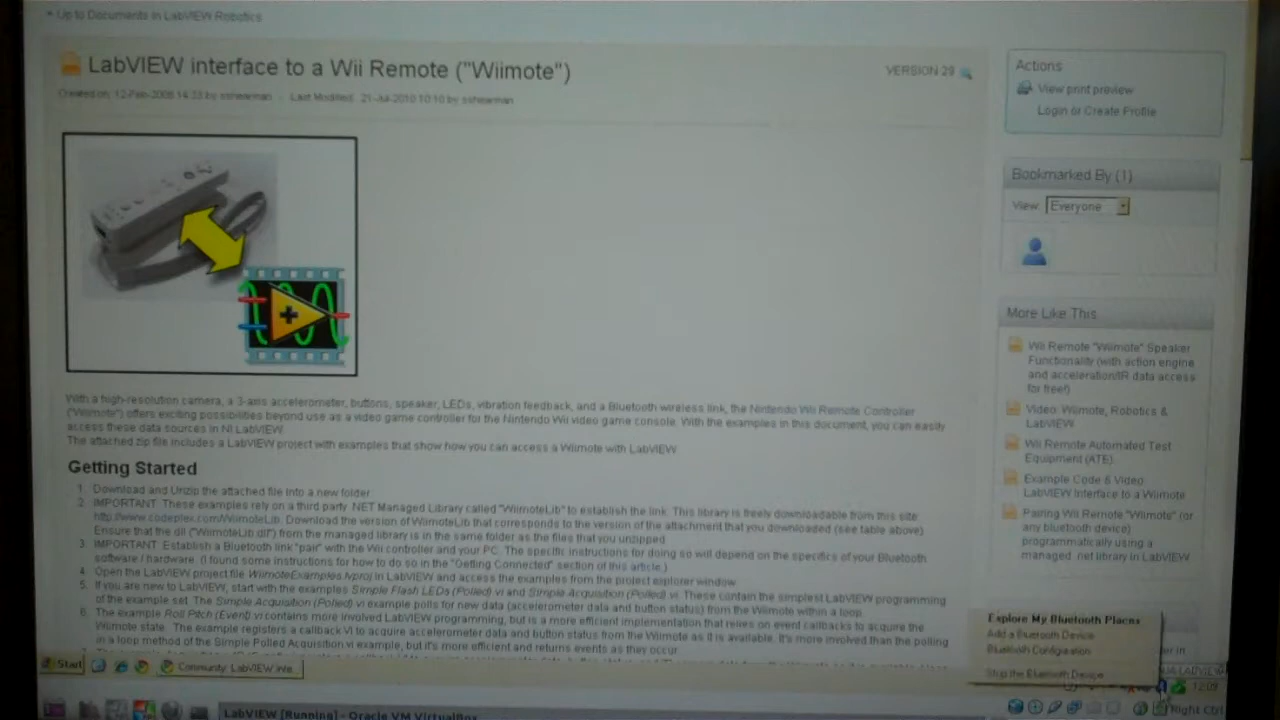 Up to Documents in LabVIEW Robotics
LabVIEW interface to a Wii Remote ("Wiimote")
VERSION 29
Created on: 12-Feb-2008 14:33 by sshearman - Last Modified: 21-Jul-2010 10:10 by sshearman
Actions
View print preview
Login or Create Profile
Bookmarked By (1)
View: Everyone
More Like This
Wii Remote "Wiimote" Speaker
Functionality (with action engine
and acceleration/IR data access
for free!)
Video: Wiimote, Robotics &
LabVIEW
Wii Remote Automated Test
Equipment (ATE)
Example Code & Video:
LabVIEW Interface to a Wiimote
Pairing Wii Remote "Wiimote" (or
any bluetooth device)
programmatically using a
managed .net library in LabVIEW
With a high-resolution camera, a 3-axis accelerometer, buttons, speaker, LEDs, vibration feedback, and a Bluetooth wireless link, the Nintendo Wii Remote Controller
("Wiimote") offers exciting possibilities beyond use as a video game controller for the Nintendo Wii video game console. With the examples in this document, you can easily
access these data sources in NI LabVIEW.
The attached zip file includes a LabVIEW project with examples that show how you can access a Wiimote with LabVIEW.
Getting Started
1. Download and Unzip the attached file into a new folder
2. IMPORTANT: These examples rely on a third party .NET Managed Library called "WiimoteLib" to establish the link. This library is freely downloadable from this site
http://www.codeplex.com/WiimoteLib. Download the version of WiimoteLib that corresponds to the version of the attachment that you downloaded (see table above)
Ensure that the dll ("WiimoteLib.dll") from the managed library is in the same folder as the files that you unzipped.
3. IMPORTANT: Establish a Bluetooth link "pair" with the Wii controller and your PC. The specific instructions for doing so will depend on the specifics of your Bluetooth
software / hardware. (I found some instructions for how to do so in the "Getting Connected" section of this article.)
4. Open the LabVIEW project file WiimoteExamples.lvproj in LabVIEW and access the examples from the project explorer window.
5. If you are new to LabVIEW, start with the examples Simple Flash LEDs (Polled).vi and Simple Acquisition (Polled).vi. These contain the simplest LabVIEW programming
of the example set. The Simple Acquisition (Polled).vi example polls for new data (accelerometer data and button status) from the Wiimote within a loop.
6. The example Roll Pitch (Event).vi contains more involved LabVIEW programming, but is a more efficient implementation that relies on event callbacks to acquire the
Wiimote state. The example registers a callback VI to acquire accelerometer data and button status from the Wiimote as it is available. It's more involved than the polling
in a loop method of the Simple Polled Acquisition.vi example, but it's more efficient and returns events as they occur.
Explore My Bluetooth Places
Add a Bluetooth Device
Bluetooth Configuration
Stop the Bluetooth Device
Start
Community: LabVIEW inte...
12:09
LabVIEW [Running] - Oracle VM VirtualBox
Right Ctrl